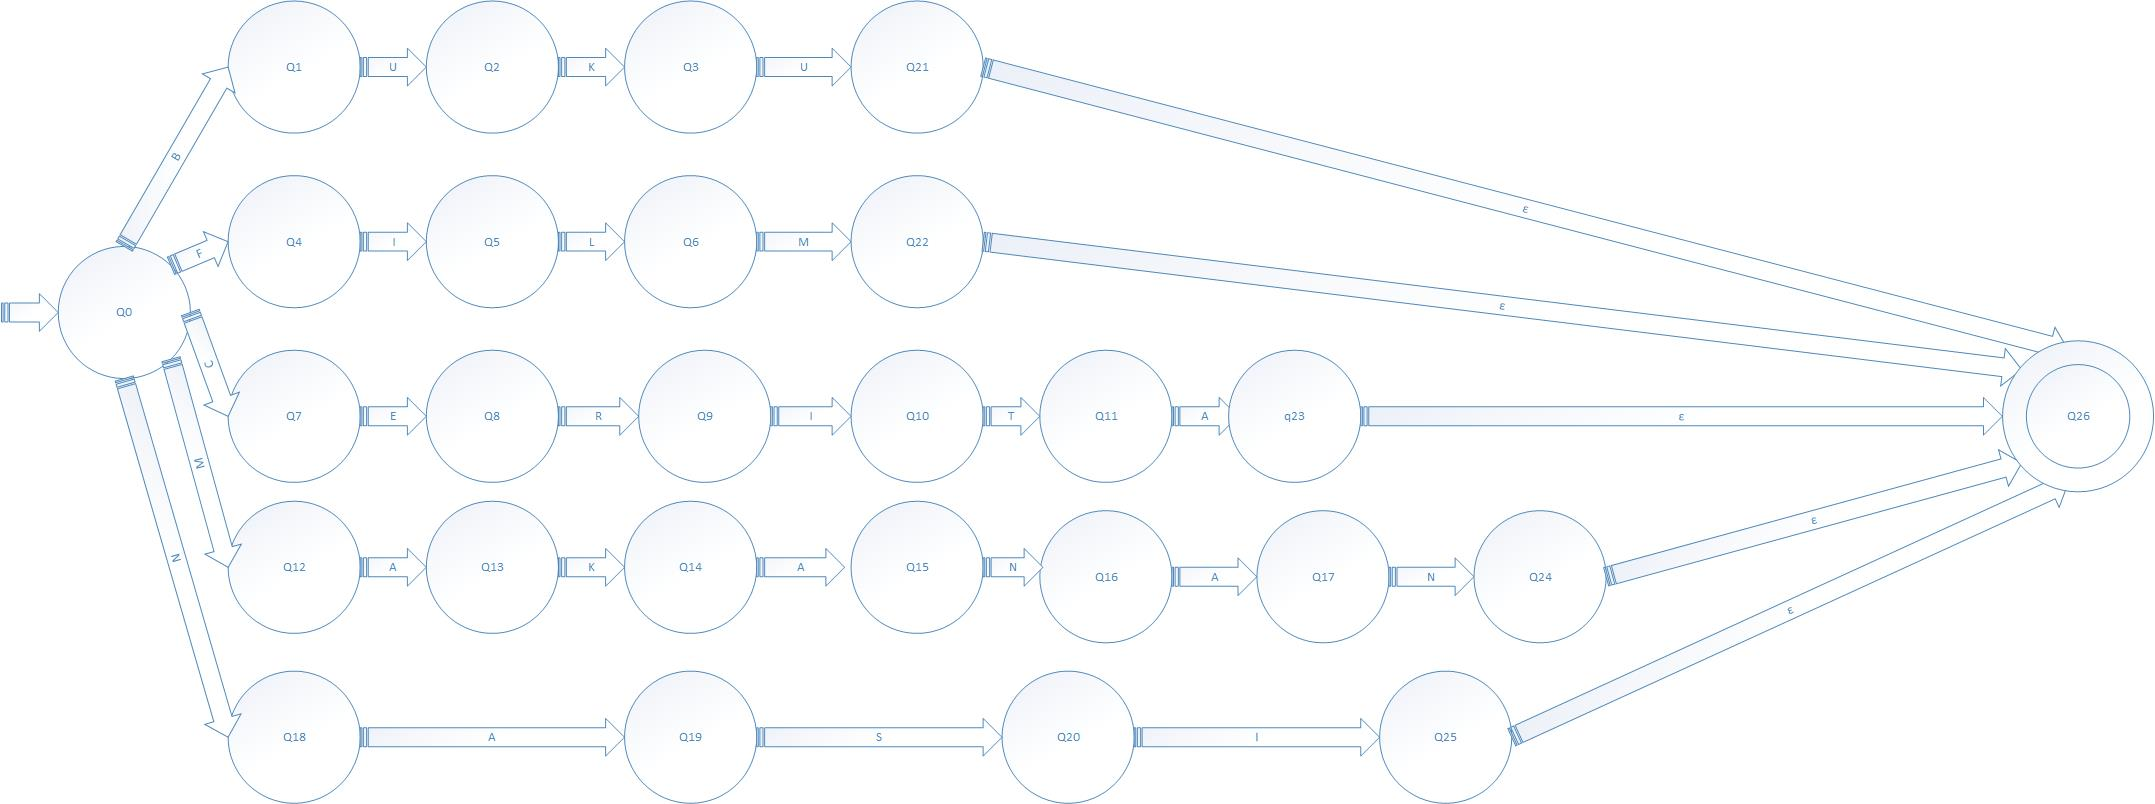 Q1 U Q2 K Q3 U Q21
B
ε
F Q4 I Q5 L Q6 M Q22
ε
Q0
C Q7 E Q8 R Q9 I Q10 T Q11 A q23 ε Q26
M Q12 A Q13 K Q14 A Q15 N Q16 A Q17 N Q24 ε
N Q18 A Q19 S Q20 I Q25 ε